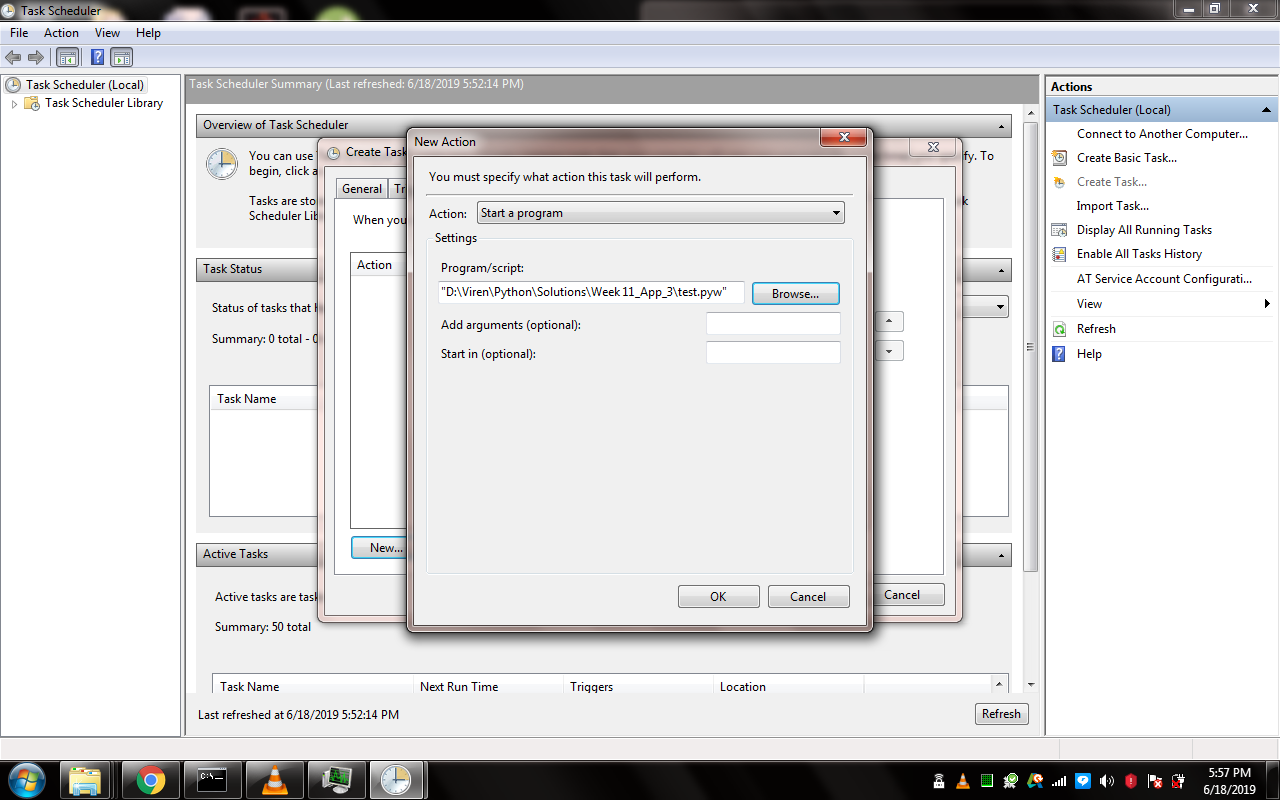 Task Scheduler
File Action View Help
Task Scheduler (Local)
Task Scheduler Library
Task Scheduler Summary (Last refreshed: 6/18/2019 5:52:14 PM)
Overview of Task Scheduler
You can use
begin, click a
Tasks are sto
Scheduler Lib
fy. To
k
Task Status
Status of tasks that h
Summary: 0 total - 0
Task Name
Active Tasks
Active tasks are task
Summary: 50 total
Task Name Next Run Time Triggers Location
Last refreshed at 6/18/2019 5:52:14 PM
Refresh
Create Task
General Tr
When you
Action
New...
Cancel
New Action
You must specify what action this task will perform.
Action: Start a program
Settings
Program/script:
"D:\Viren\Python\Solutions\Week 11_App_3\test.pyw" Browse...
Add arguments (optional):
Start in (optional):
OK Cancel
Actions
Task Scheduler (Local)
Connect to Another Computer...
Create Basic Task...
Create Task...
Import Task...
Display All Running Tasks
Enable All Tasks History
AT Service Account Configurati...
View
Refresh
Help
C:\
5:57 PM
6/18/2019